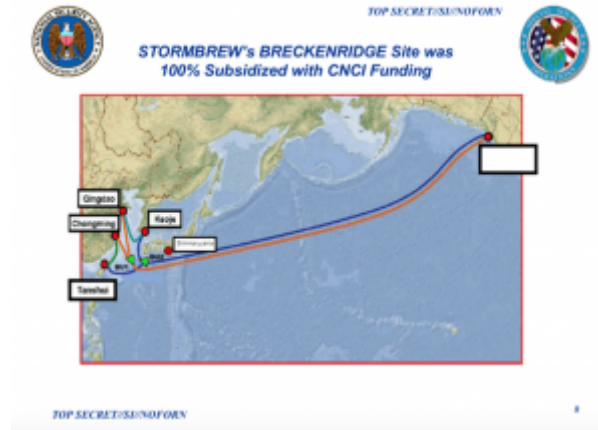 TOP SECRET//SI//NOFORN
STORMBREW's BRECKENRIDGE Site was
100% Subsidized with CNCI Funding
Qingdao
Chongming
Keoje
Tanshui
TOP SECRET//SI//NOFORN
8